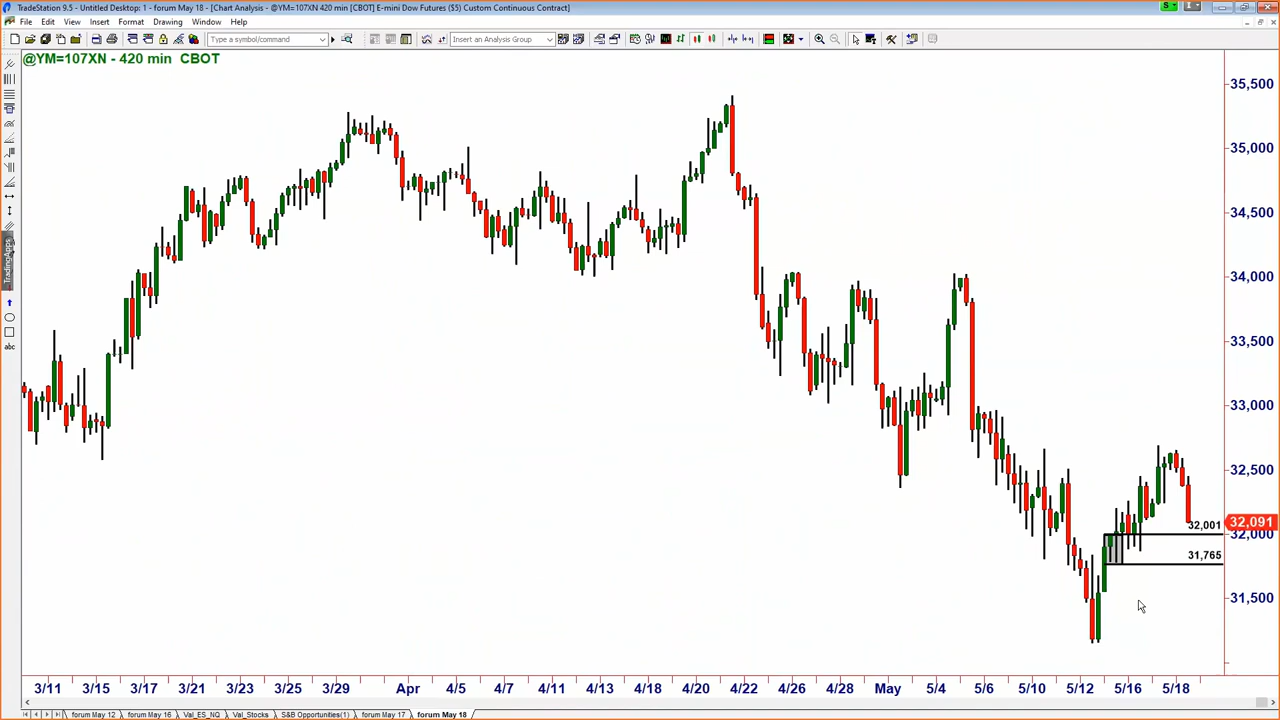 TradeStation 9.5 - Untitled Desktop: 1 - forum May 18 - [Chart Analysis - @YM=107XN 420 min [CBOT] E-mini Dow Futures ($5) Custom Continuous Contract]
File Edit View Insert Format Drawing Window Help
Type a symbol/command
Insert an Analysis Group
@YM=107XN - 420 min CBOT
TradingApps
abc
35,500
35,000
34,500
34,000
33,500
33,000
32,500
32,001
32,091
32,000
31,765
31,500
3/11 3/15 3/17 3/21 3/23 3/25 3/29 Apr 4/5 4/7 4/11 4/13 4/18 4/20 4/22 4/26 4/28 May 5/4 5/6 5/10 5/12 5/16 5/18
forum May 12 forum May 16 Val_ES_NQ Val_Stocks S&B Opportunities(1) forum May 17 forum May 18